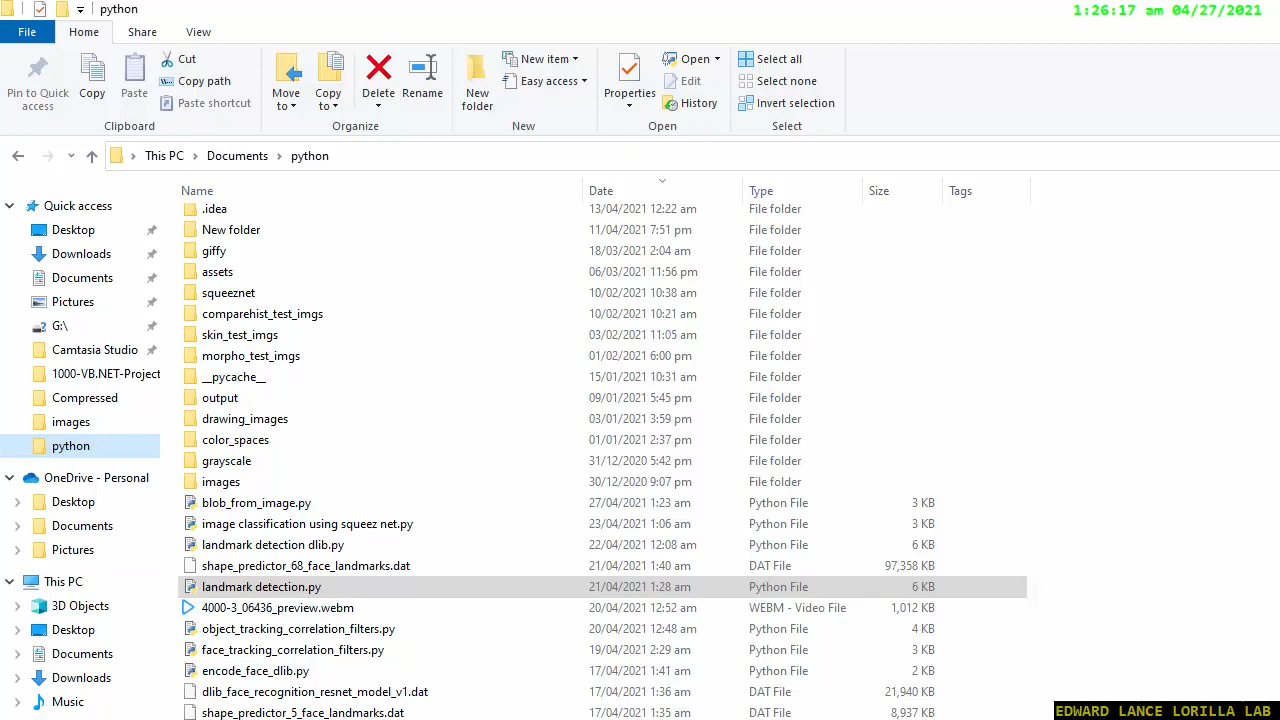 python
1:26:17 am 04/27/2021
File Home Share View
Pin to Quick access
Copy
Paste
Cut
Copy path
Paste shortcut
Clipboard
Move to
Copy to
Delete
Rename
Organize
New folder
New item
Easy access
New
Properties
Open
Edit
History
Open
Select all
Select none
Invert selection
Select
This PC > Documents > python
Quick access
Desktop
Downloads
Documents
Pictures
G:\
Camtasia Studio
1000-VB.NET-Project
Compressed
images
python
OneDrive - Personal
Desktop
Documents
Pictures
This PC
3D Objects
Desktop
Documents
Downloads
Music
Name Date Type Size Tags
.idea 13/04/2021 12:22 am File folder
New folder 11/04/2021 7:51 pm File folder
giffy 18/03/2021 2:04 am File folder
assets 06/03/2021 11:56 pm File folder
squeeznet 10/02/2021 10:38 am File folder
comparehist_test_imgs 10/02/2021 10:21 am File folder
skin_test_imgs 03/02/2021 11:05 am File folder
morpho_test_imgs 01/02/2021 6:00 pm File folder
__pycache__ 15/01/2021 10:31 am File folder
output 09/01/2021 5:45 pm File folder
drawing_images 03/01/2021 3:59 pm File folder
color_spaces 01/01/2021 2:37 pm File folder
grayscale 31/12/2020 5:42 pm File folder
images 30/12/2020 9:07 pm File folder
blob_from_image.py 27/04/2021 1:23 am Python File 3 KB
image classification using squeez net.py 23/04/2021 1:06 am Python File 3 KB
landmark detection dlib.py 22/04/2021 12:08 am Python File 6 KB
shape_predictor_68_face_landmarks.dat 21/04/2021 1:40 am DAT File 97,358 KB
landmark detection.py 21/04/2021 1:28 am Python File 6 KB
4000-3_06436_preview.webm 20/04/2021 12:52 am WEBM - Video File 1,012 KB
object_tracking_correlation_filters.py 20/04/2021 12:48 am Python File 4 KB
face_tracking_correlation_filters.py 19/04/2021 2:29 am Python File 3 KB
encode_face_dlib.py 17/04/2021 1:41 am Python File 2 KB
dlib_face_recognition_resnet_model_v1.dat 17/04/2021 1:36 am DAT File 21,940 KB
shape_predictor_5_face_landmarks.dat 17/04/2021 1:35 am DAT File 8,937 KB
EDWARD LANCE LORILLA LAB